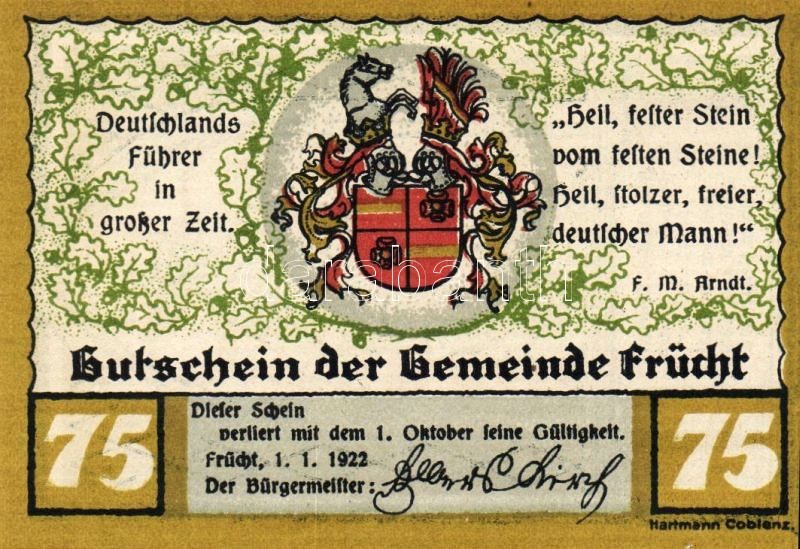 Deutschlands
Führer
in
großer Zeit.
„Heil, fester Stein
vom festen Steine!
Heil, stolzer, freier,
deutscher Mann!“
F. M. Arndt.
darabanth
Gutschein der Gemeinde Frücht
75
Dieser Schein
verliert mit dem 1. Oktober seine Gültigkeit.
Frücht, 1. 1. 1922
Der Bürgermeister:
75
Hartmann Coblenz.